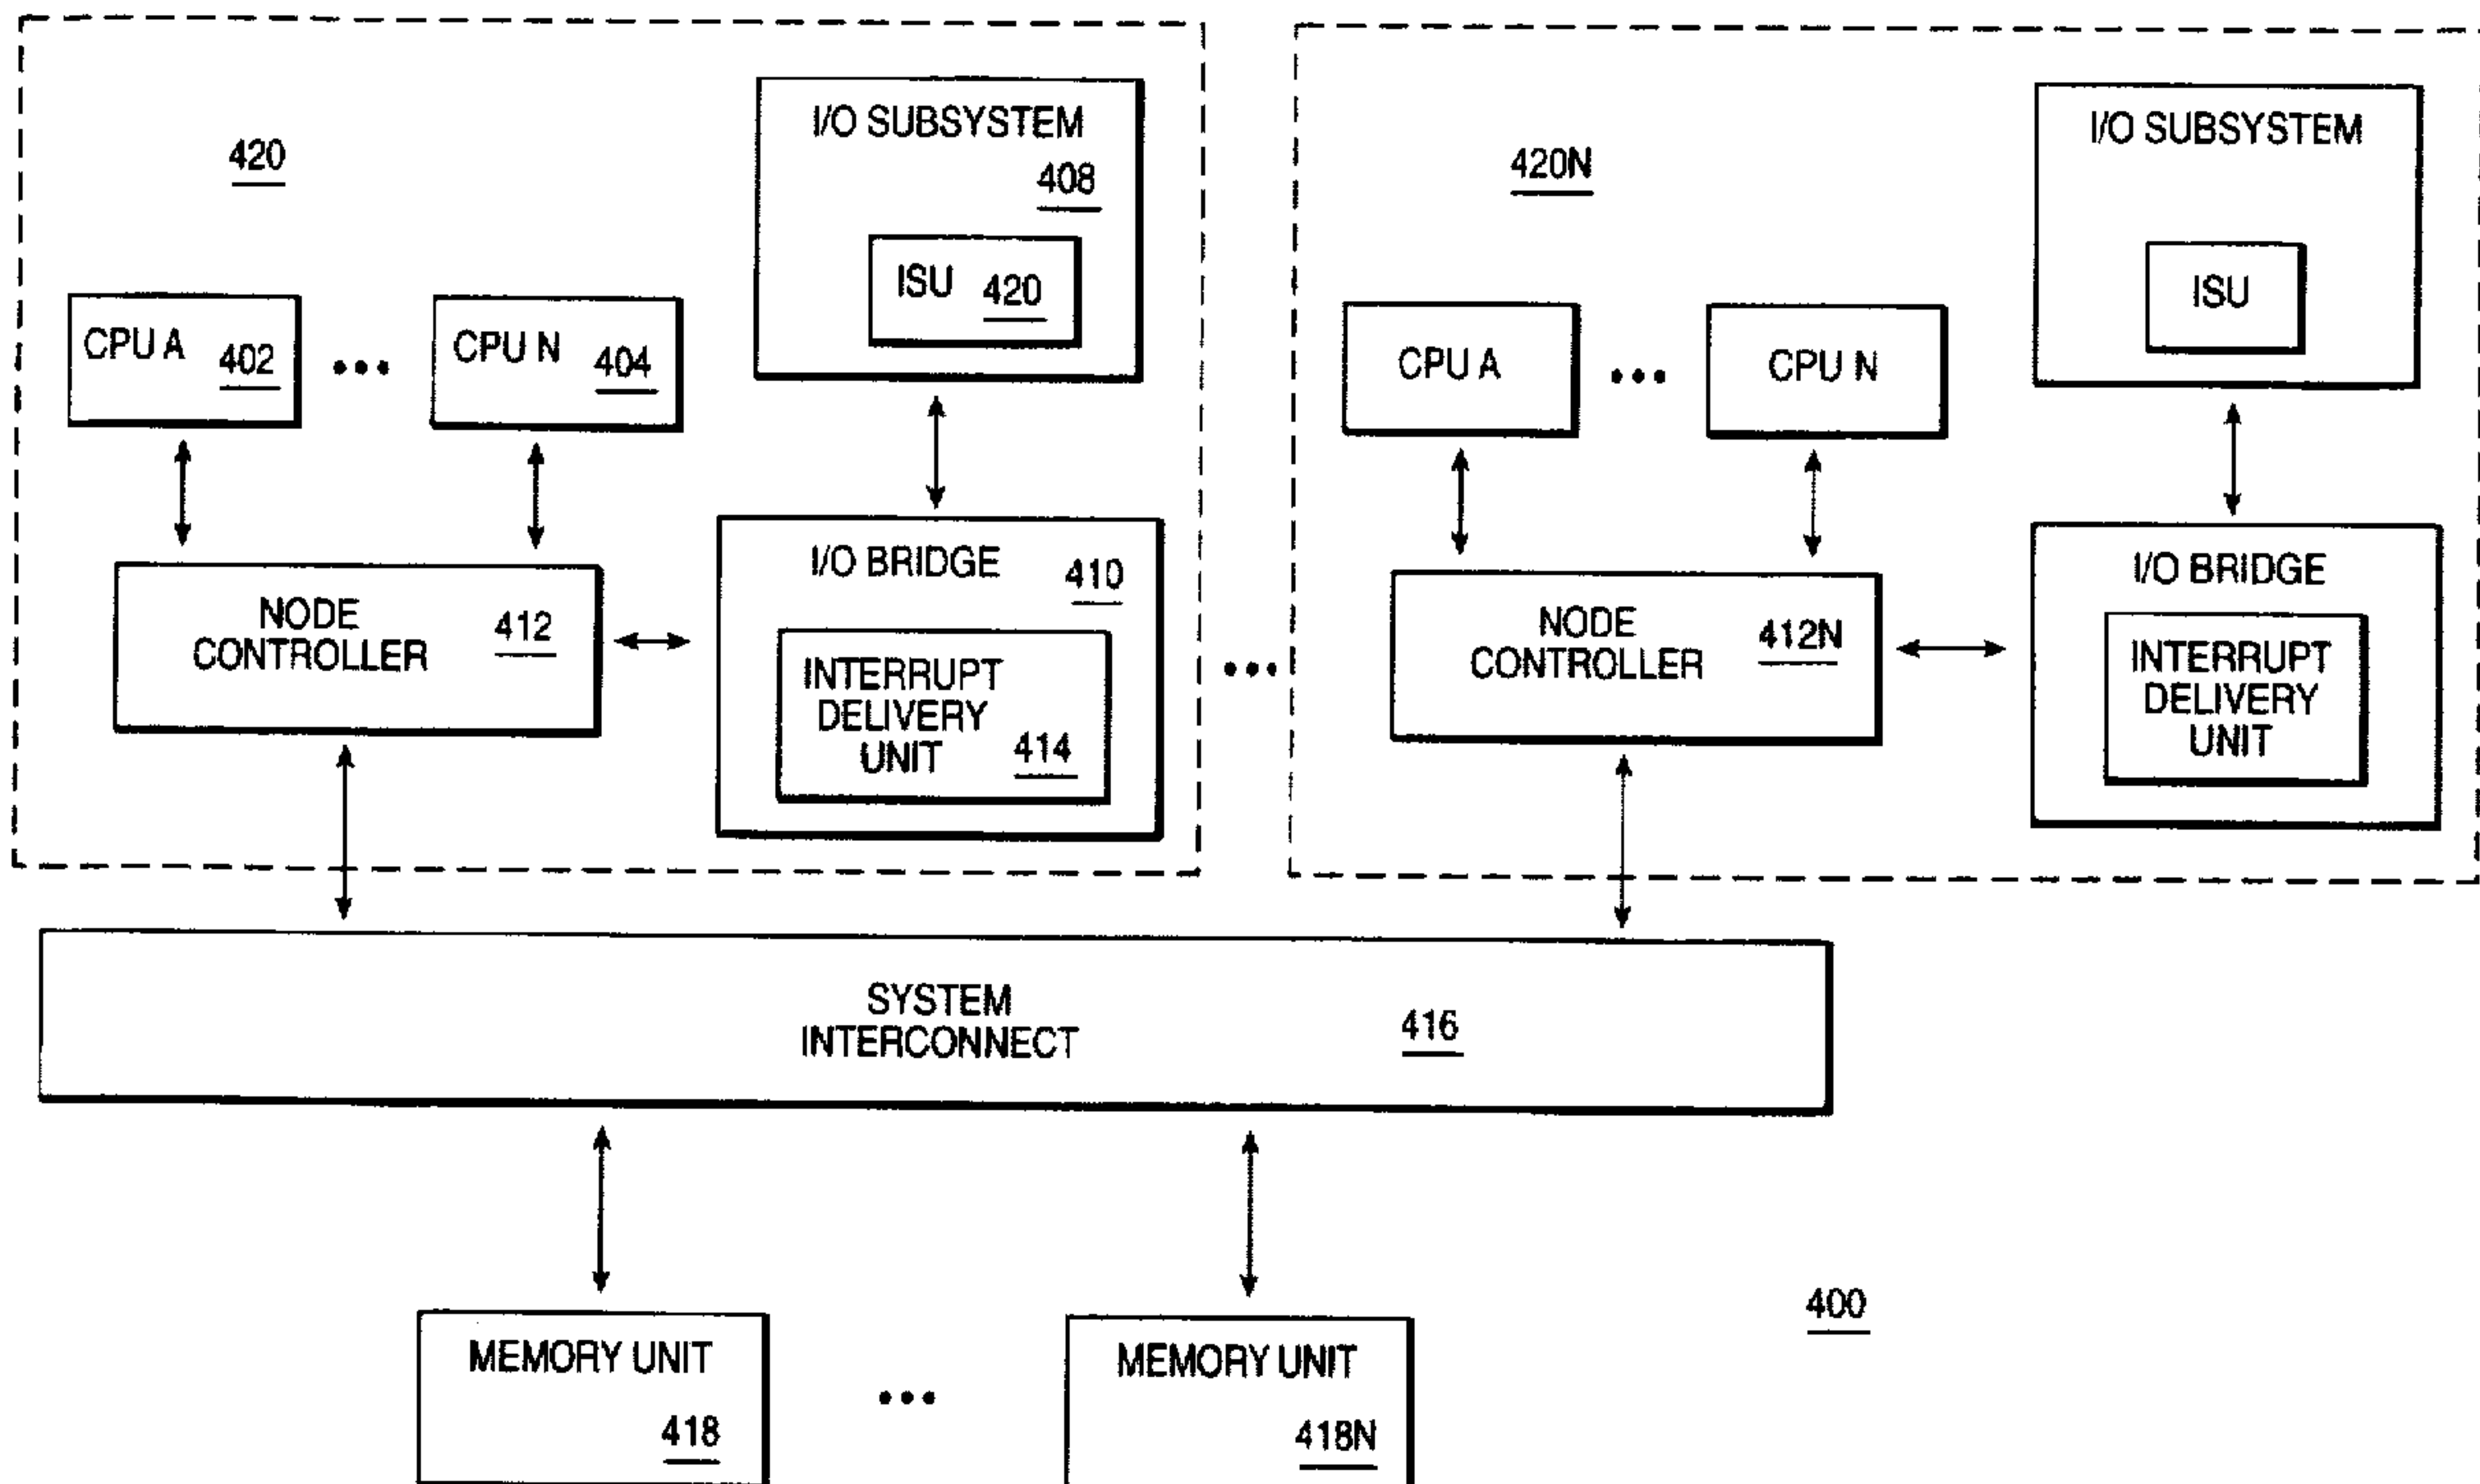 420
I/O SUBSYSTEM
408
ISU 420
CPU A 402
•••
CPU N 404
NODE
CONTROLLER
412
I/O BRIDGE
410
INTERRUPT
DELIVERY
UNIT
414
•••
420N
I/O SUBSYSTEM
ISU
CPU A
•••
CPU N
NODE
CONTROLLER
412N
I/O BRIDGE
INTERRUPT
DELIVERY
UNIT
SYSTEM
INTERCONNECT
416
MEMORY UNIT
418
•••
MEMORY UNIT
418N
400